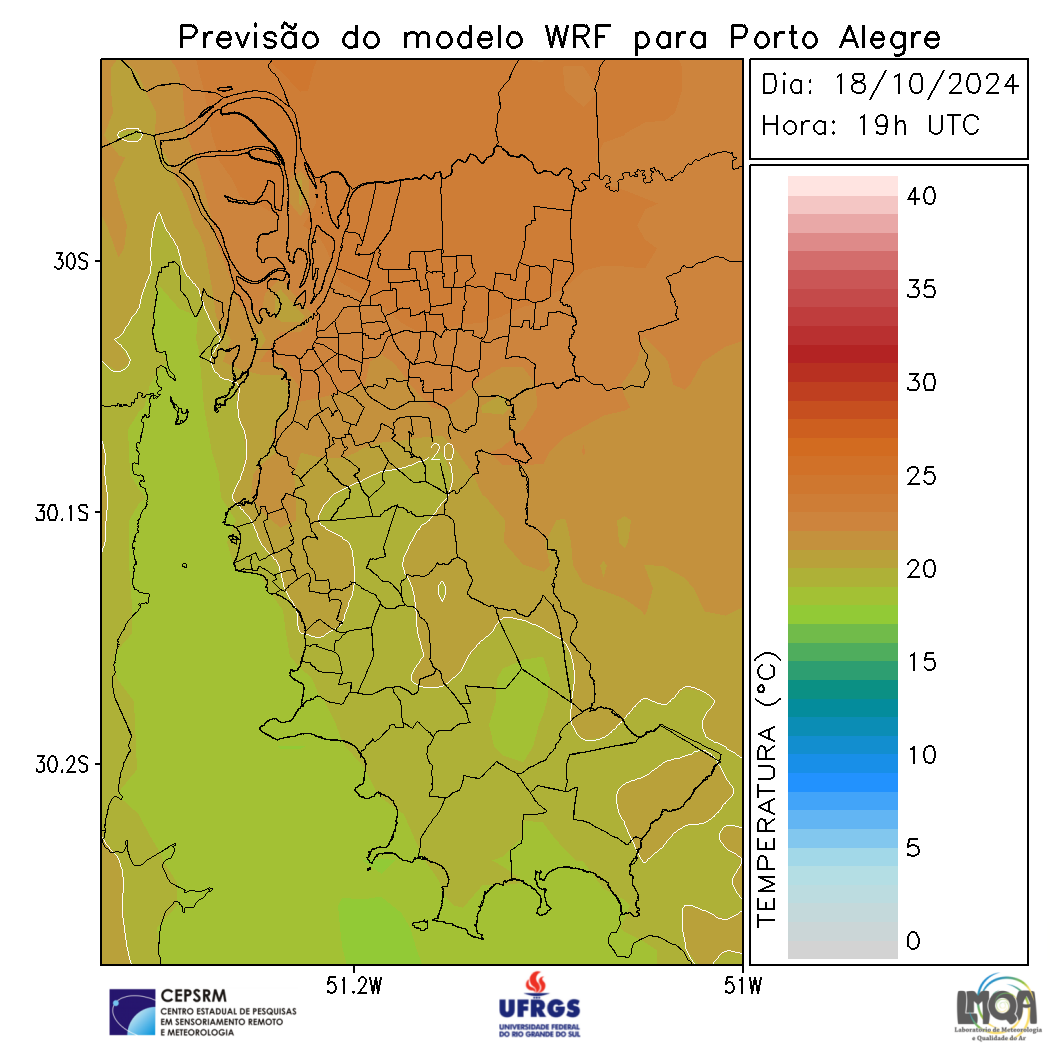 Previsão do modelo WRF para Porto Alegre
Dia: 18/10/2024
Hora: 19h UTC
40
35
30
25
20
15
10
5
0
TEMPERATURA (°C)
30S
30.1S
30.2S
20
51.2W
51W
CEPSRM
CENTRO ESTADUAL DE PESQUISAS
EM SENSORIAMENTO REMOTO
E METEOROLOGIA
UFRGS
UNIVERSIDADE FEDERAL
DO RIO GRANDE DO SUL
LMQA
Laboratório de Meteorologia
e Qualidade do Ar